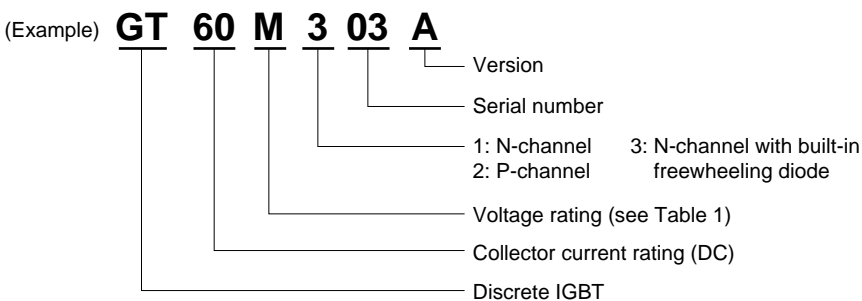 (Example) GT 60 M 3 03 A
Version
Serial number
1: N-channel 3: N-channel with built-in
2: P-channel freewheeling diode
Voltage rating (see Table 1)
Collector current rating (DC)
Discrete IGBT